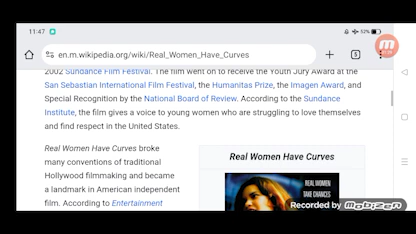 11:47
52%
en.m.wikipedia.org/wiki/Real_Women_Have_Curves
5
2002 Sundance Film Festival. The film went on to receive the Youth Jury Award at the
San Sebastian International Film Festival, the Humanitas Prize, the Imagen Award, and
Special Recognition by the National Board of Review. According to the Sundance
Institute, the film gives a voice to young women who are struggling to love themselves
and find respect in the United States.
Real Women Have Curves broke
many conventions of traditional
Hollywood filmmaking and became
a landmark in American independent
film. According to Entertainment
Real Women Have Curves
REAL WOMEN
TAKE CHANCES
Recorded by Mobizen